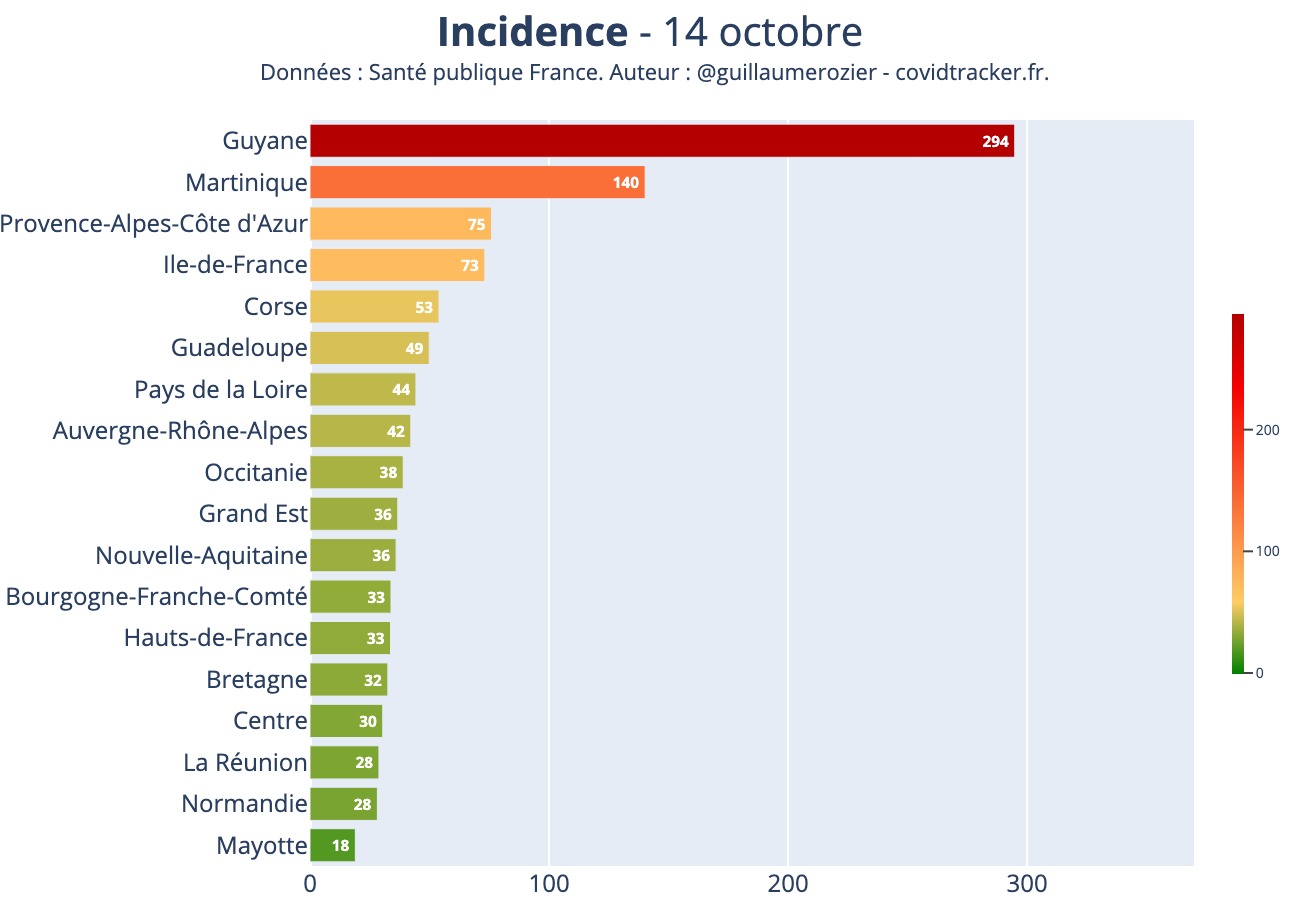 Incidence - 14 octobre
Données : Santé publique France. Auteur : @guillaumerozier - covidtracker.fr.
Guyane 294
Martinique 140
Provence-Alpes-Côte d'Azur 75
Ile-de-France 73
Corse 53
Guadeloupe 49
Pays de la Loire 44
Auvergne-Rhône-Alpes 42
Occitanie 38
Grand Est 36
Nouvelle-Aquitaine 36
Bourgogne-Franche-Comté 33
Hauts-de-France 33
Bretagne 32
Centre 30
La Réunion 28
Normandie 28
Mayotte 18
0 100 200 300
200
100
0